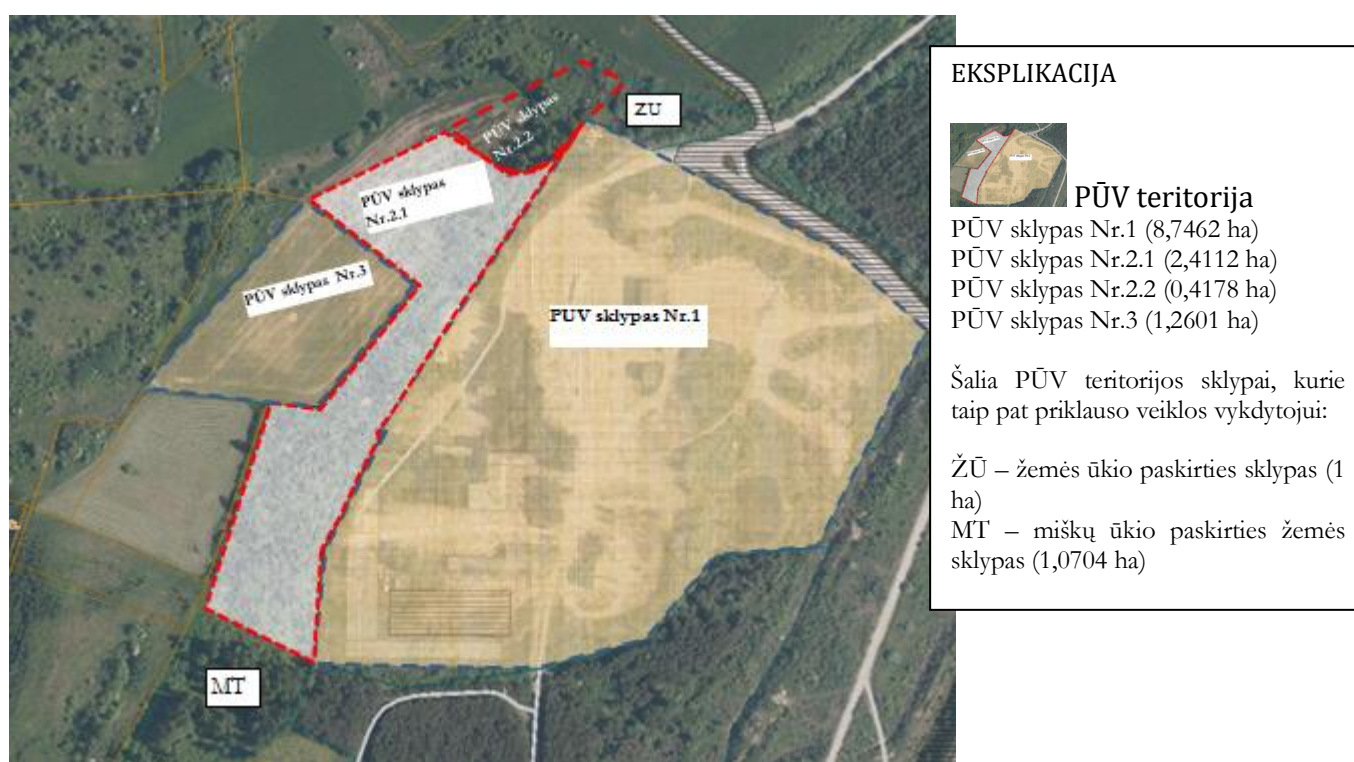 ZU
PŪV sklypas
Nr.2.2
PŪV sklypas
Nr.2.1
PŪV sklypas Nr.3
PUV sklypas Nr.1
MT
EKSPLIKACIJA
PŪV teritorija
PŪV sklypas Nr.1 (8,7462 ha)
PŪV sklypas Nr.2.1 (2,4112 ha)
PŪV sklypas Nr.2.2 (0,4178 ha)
PŪV sklypas Nr.3 (1,2601 ha)
Šalia PŪV teritorijos sklypai, kurie
taip pat priklauso veiklos vykdytojui:
ŽŪ – žemės ūkio paskirties sklypas (1
ha)
MT – miškų ūkio paskirties žemės
sklypas (1,0704 ha)